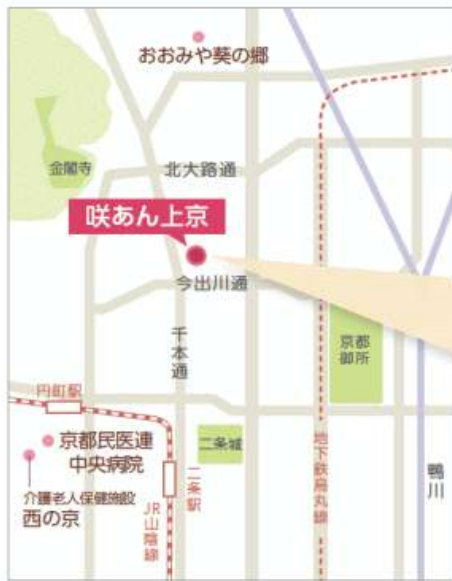 おおみや葵の郷
金閣寺
北大路通
咲あん上京
今出川通
千本通
京都
御所
円町駅
京都民医連
中央病院
二条城
介護老人保健施設
西の京
二条駅
JR山陰線
地下鉄烏丸線
鴨川